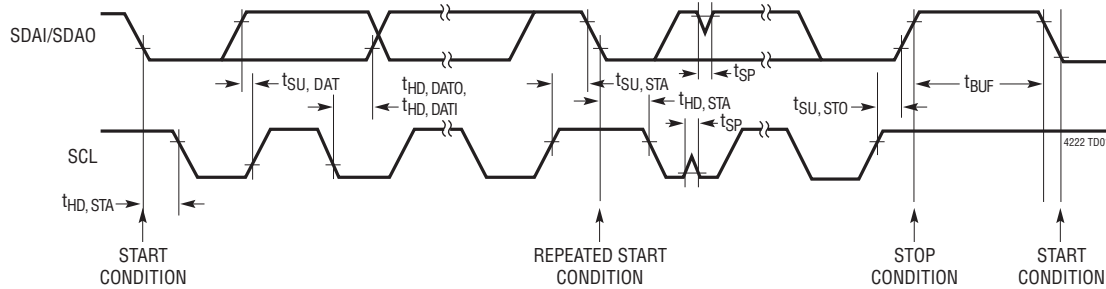 SDAI/SDAO
tSU, DAT
tHD, DATO,
tHD, DATI
tSU, STA
tHD, STA
tSP
tSP
tSU, STO
tBUF
SCL
4222 TD0
tHD, STA
START
CONDITION
REPEATED START
CONDITION
STOP
CONDITION
START
CONDITION